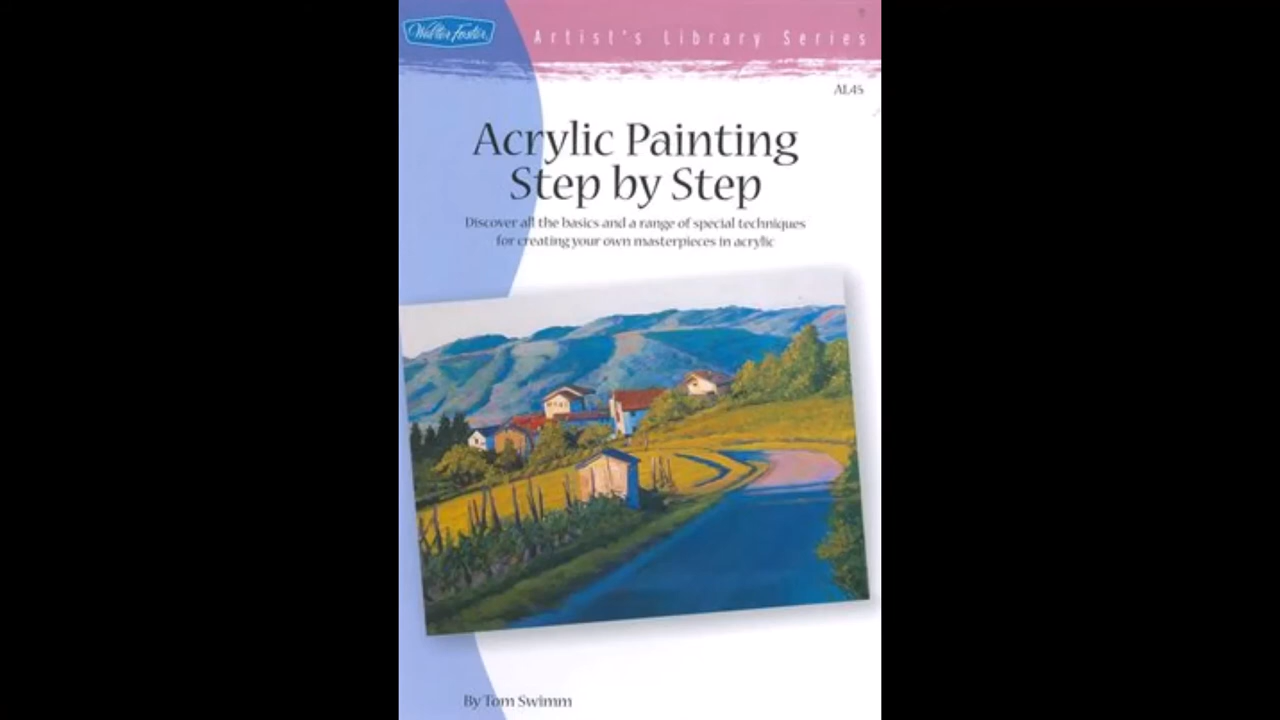 Walter Foster.
Artist's Library Series
AL45
Acrylic Painting
Step by Step
Discover all the basics and a range of special techniques
for creating your own masterpieces in acrylic
By Tom Swimm